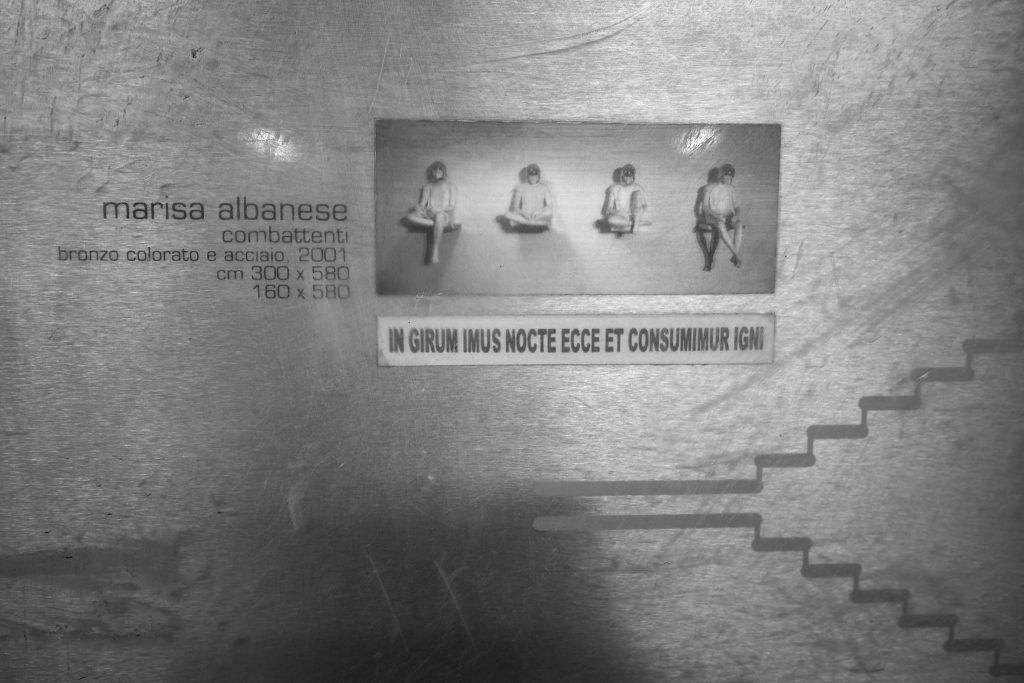 marisa albanese
combattenti
bronzo colorato e acciaio, 2001
cm 300 x 580
160 x 580
IN GIRUM IMUS NOCTE ECCE ET CONSUMIMUR IGNI